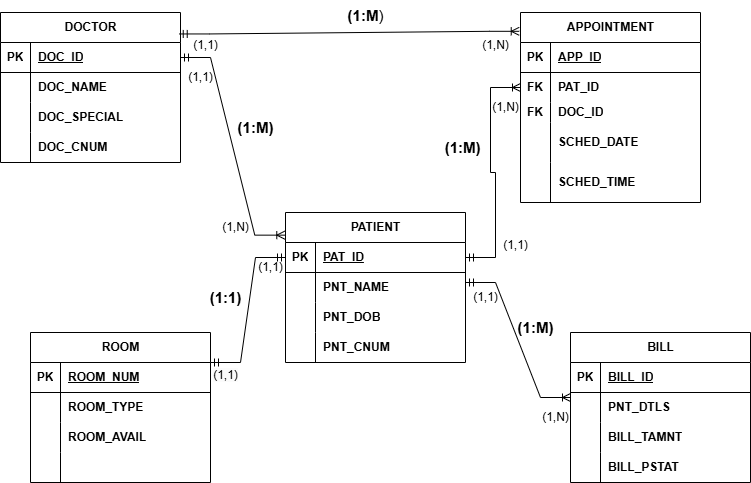 DOCTOR
PK DOC_ID
DOC_NAME
DOC_SPECIAL
DOC_CNUM
(1:M)
(1,1)
(1,N)
(1,1)
APPOINTMENT
PK APP_ID
FK PAT_ID
FK DOC_ID
SCHED_DATE
SCHED_TIME
(1,N)
(1:M)
(1:M)
(1,N)
(1,1)
PATIENT
PK PAT_ID
PNT_NAME
PNT_DOB
PNT_CNUM
(1,1)
(1:1)
(1,1)
(1,1)
(1:M)
(1,N)
ROOM
PK ROOM_NUM
ROOM_TYPE
ROOM_AVAIL
BILL
PK BILL_ID
PNT_DTLS
BILL_TAMNT
BILL_PSTAT